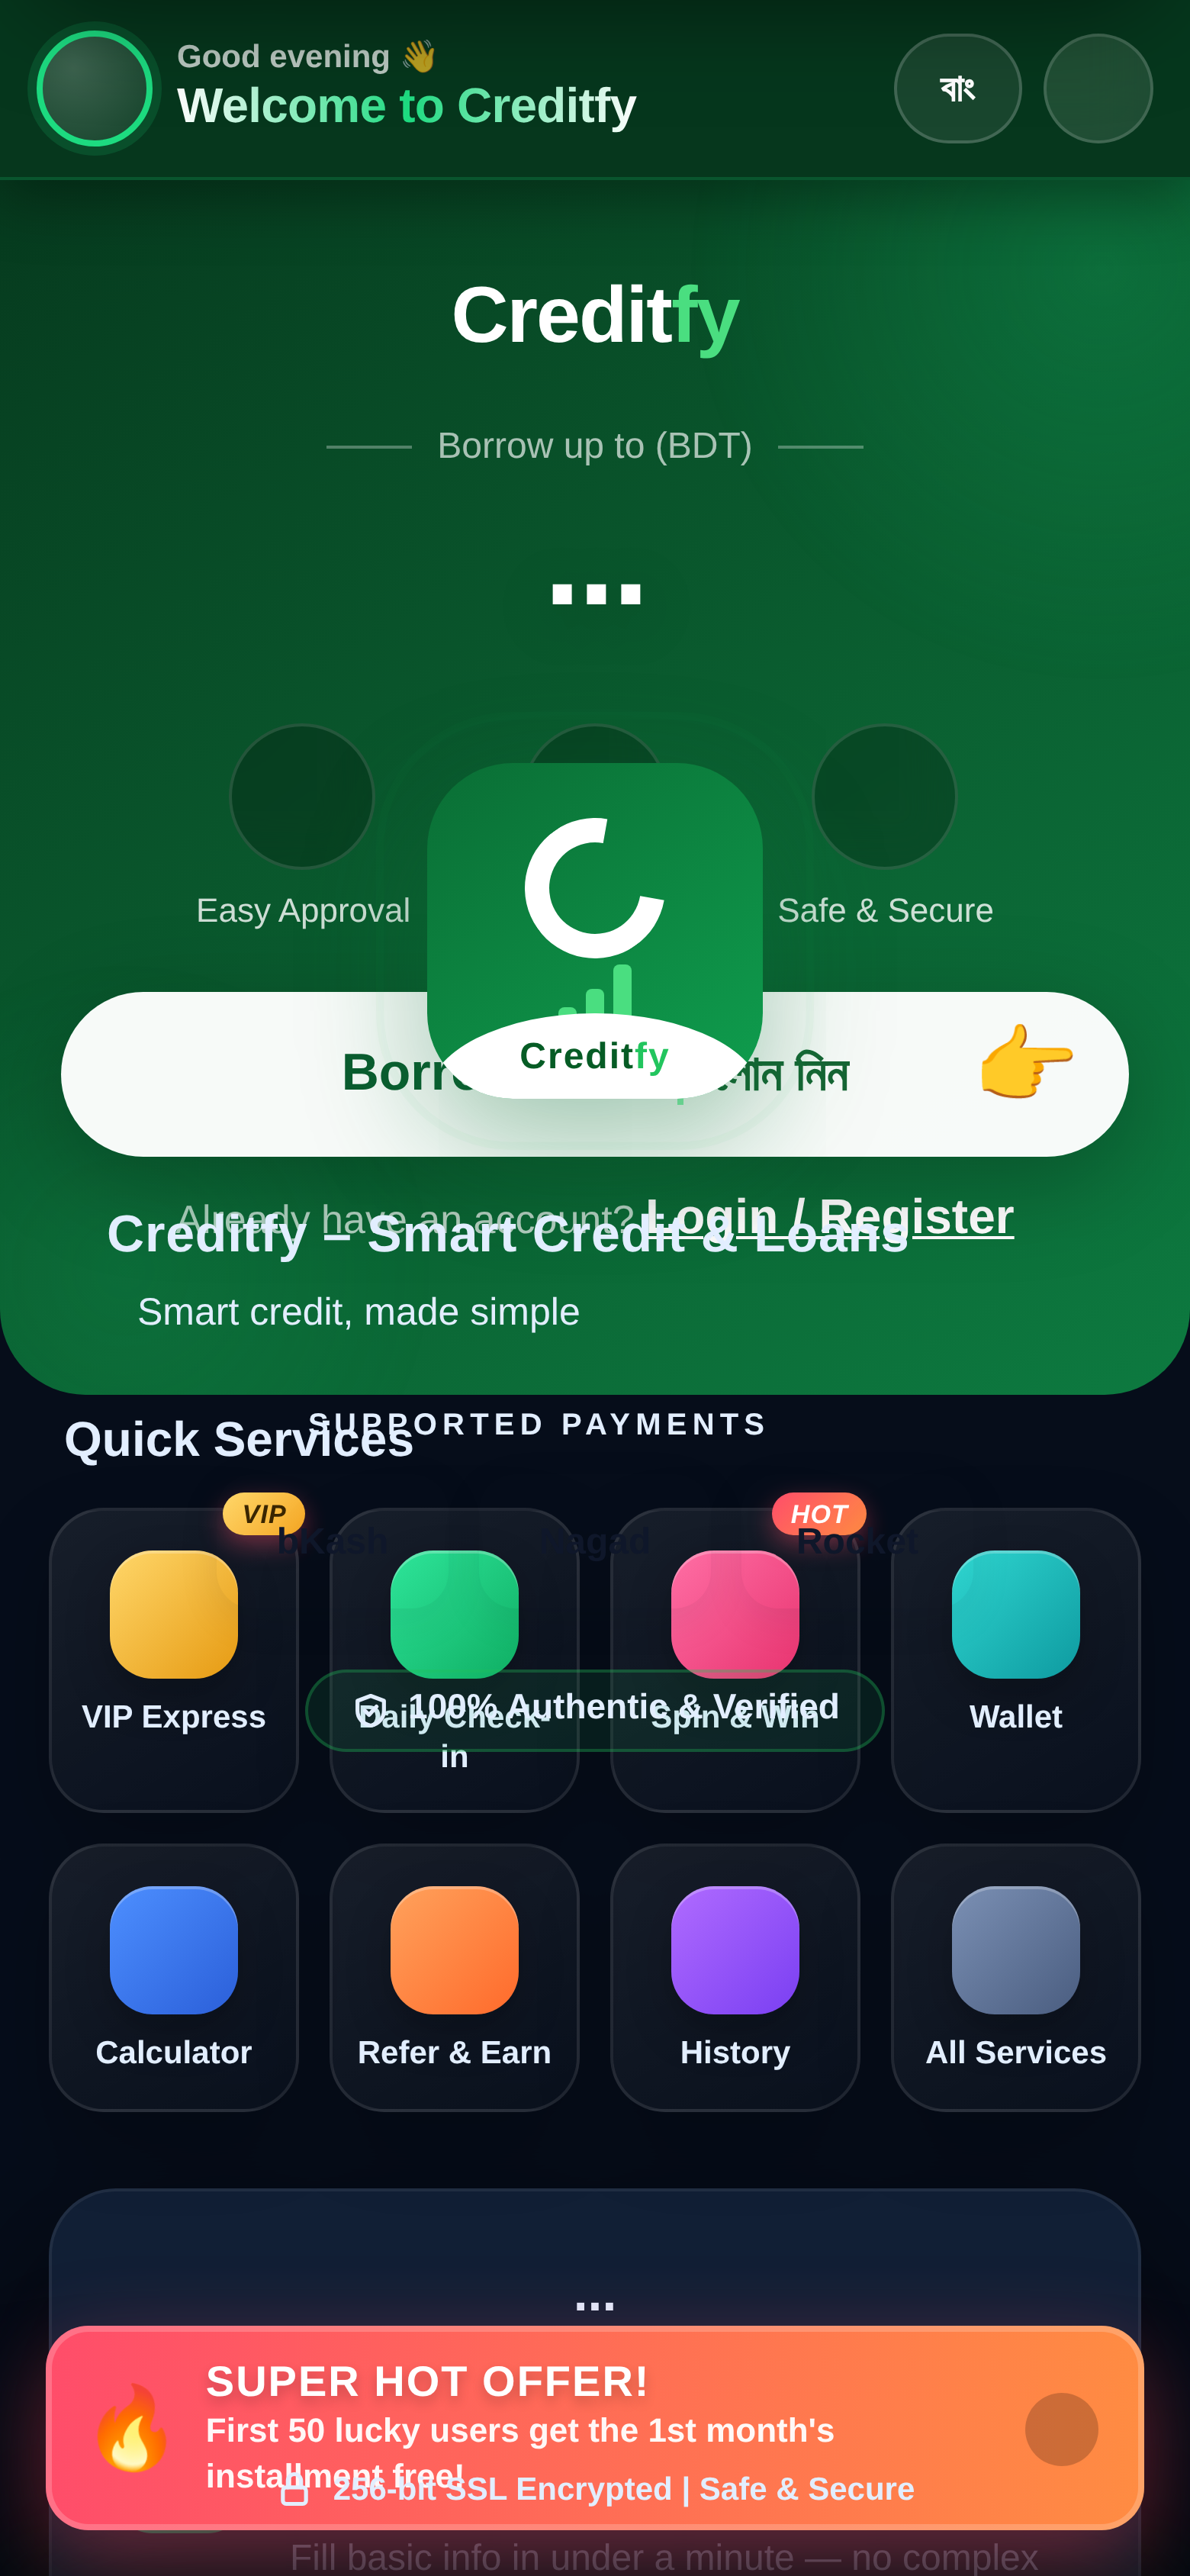 Good evening 👋
Welcome to Creditfy
বাং
Creditfy
Borrow up to (BDT)
...
Easy Approval
Safe & Secure
Creditfy
নিন
👉
Already have an account? Login / Register
Creditfy – Smart Credit & Loans
Smart credit, made simple
SUPPORTED PAYMENTS
Quick Services
VIP
HOT
bKash
Rocket
100% Authentic & Verified
VIP Express
Daily Check-in
Spin & Win
Wallet
Calculator
Refer & Earn
History
All Services
...
SUPER HOT OFFER!
🔥
First 50 lucky users get the 1st month's
installment free!
256-bit SSL Encrypted | Safe & Secure
Fill basic info in under a minute — no complex